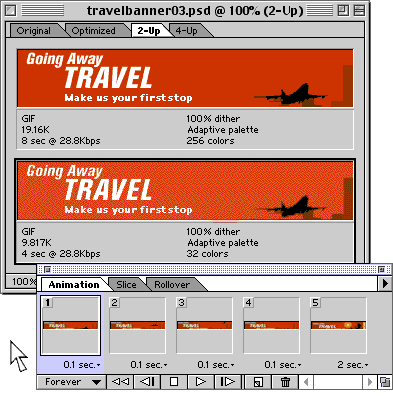 travelbanner03.psd @ 100% (2-Up)
Original Optimized 2-Up 4-Up
Going Away
TRAVEL
Make us your first stop
GIF 100% dither
19.16K Adaptive palette
8 sec @ 28.8Kbps 256 colors
Going Away
TRAVEL
Make us your first stop
GIF 100% dither
9.817K Adaptive palette
4 sec @ 28.8Kbps 32 colors
100%
Animation Slice Rollover
1 2 3 4 5
TRAVEL TRAVEL TRAVEL TRAVEL TRAVEL
0.1 sec. 0.1 sec. 0.1 sec. 0.1 sec. 2 sec.
Forever